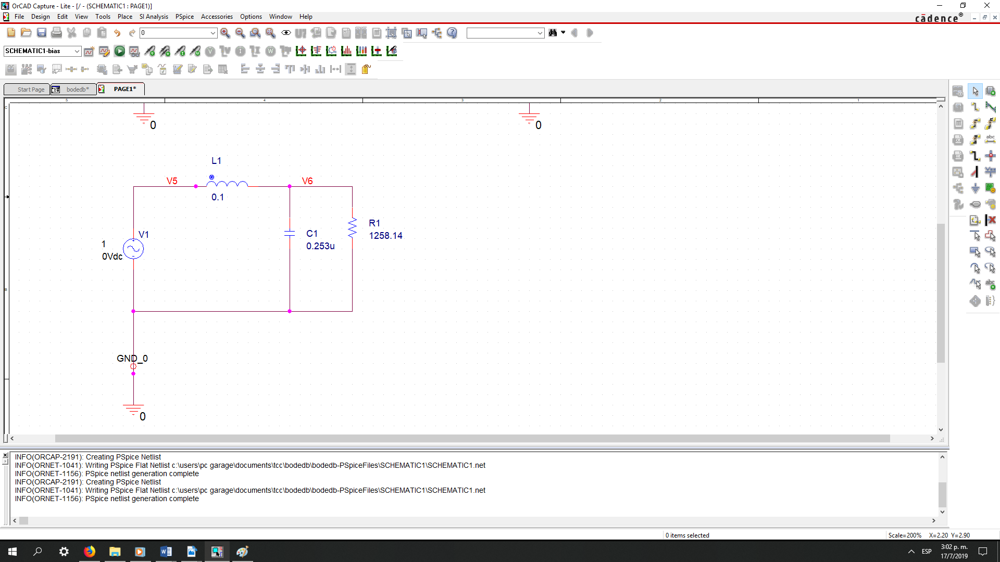 OrCAD Capture - Lite - [/ - (SCHEMATIC1 : PAGE1)]
File Design Edit View Tools Place SI Analysis PSpice Accessories Options Window Help
cādence®
0
SCHEMATIC1-bias
Start Page bodedb* PAGE1*
5 4 3 2 1
C
0 0
L1
V5 V6
0.1
R1
1258.14
V1
1
0Vdc
C1
0.253u
B
GND_0
0
INFO(ORCAP-2191): Creating PSpice Netlist
INFO(ORNET-1041): Writing PSpice Flat Netlist c:\users\pc garage\documents\tcc\bodedb\bodedb-PSpiceFiles\SCHEMATIC1\SCHEMATIC1.net
INFO(ORNET-1156): PSpice netlist generation complete
INFO(ORCAP-2191): Creating PSpice Netlist
INFO(ORNET-1041): Writing PSpice Flat Netlist c:\users\pc garage\documents\tcc\bodedb\bodedb-PSpiceFiles\SCHEMATIC1\SCHEMATIC1.net
INFO(ORNET-1156): PSpice netlist generation complete
0 items selected
Scale=200% X=2.20 Y=2.90
ESP
3:02 p. m.
17/7/2019